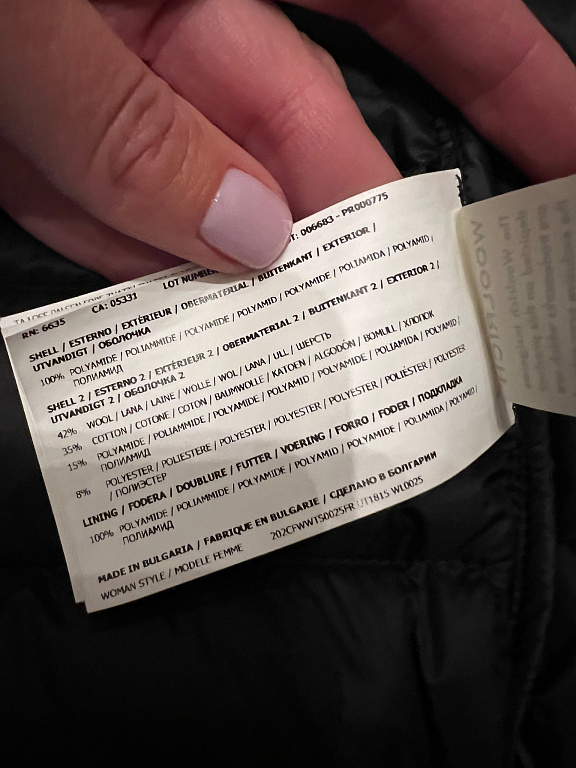 RN: 6635 CA: 05331 LOT NUMBER T: 006683 - PR000775
SHELL / ESTERNO / EXTÉRIEUR / OBERMATERIAL / BUITENKANT / EXTERIOR /
UTVANDIGT / ОБОЛОЧКА
100% POLYAMIDE / POLIAMMIDE / POLYAMIDE / POLYAMID / POLYAMIDE / POLIAMIDA / POLYAMID /
ПОЛИАМИД
SHELL 2 / ESTERNO 2 / EXTÉRIEUR 2 / OBERMATERIAL 2 / BUITENKANT 2 / EXTERIOR 2 /
UTVANDIGT 2 / ОБОЛОЧКА 2
42% WOOL / LANA / LAINE / WOLLE / WOL / LANA / ULL / ШЕРСТЬ
35% COTTON / COTONE / COTON / BAUMWOLLE / KATOEN / ALGODÓN / BOMULL / ХЛОПОК
15% POLYAMIDE / POLIAMMIDE / POLYAMIDE / POLYAMID / POLYAMIDE / POLIAMIDA / POLYAMID /
ПОЛИАМИД
8% POLYESTER / POLIESTERE / POLYESTER / POLYESTER / POLYESTER / POLIÉSTER / POLYESTER
/ ПОЛИЭСТЕР
LINING / FODERA / DOUBLURE / FUTTER / VOERING / FORRO / FODER / ПОДКЛАДКА
100% POLYAMIDE / POLIAMMIDE / POLYAMIDE / POLYAMID / POLYAMIDE / POLIAMIDA / POLYAMID /
ПОЛИАМИД
MADE IN BULGARIA / FABRIQUE EN BULGARIE / СДЕЛАНО В БОЛГАРИИ
WOMAN STYLE / MODELE FEMME 202CFWWTS0025FR UT1815 WL0025